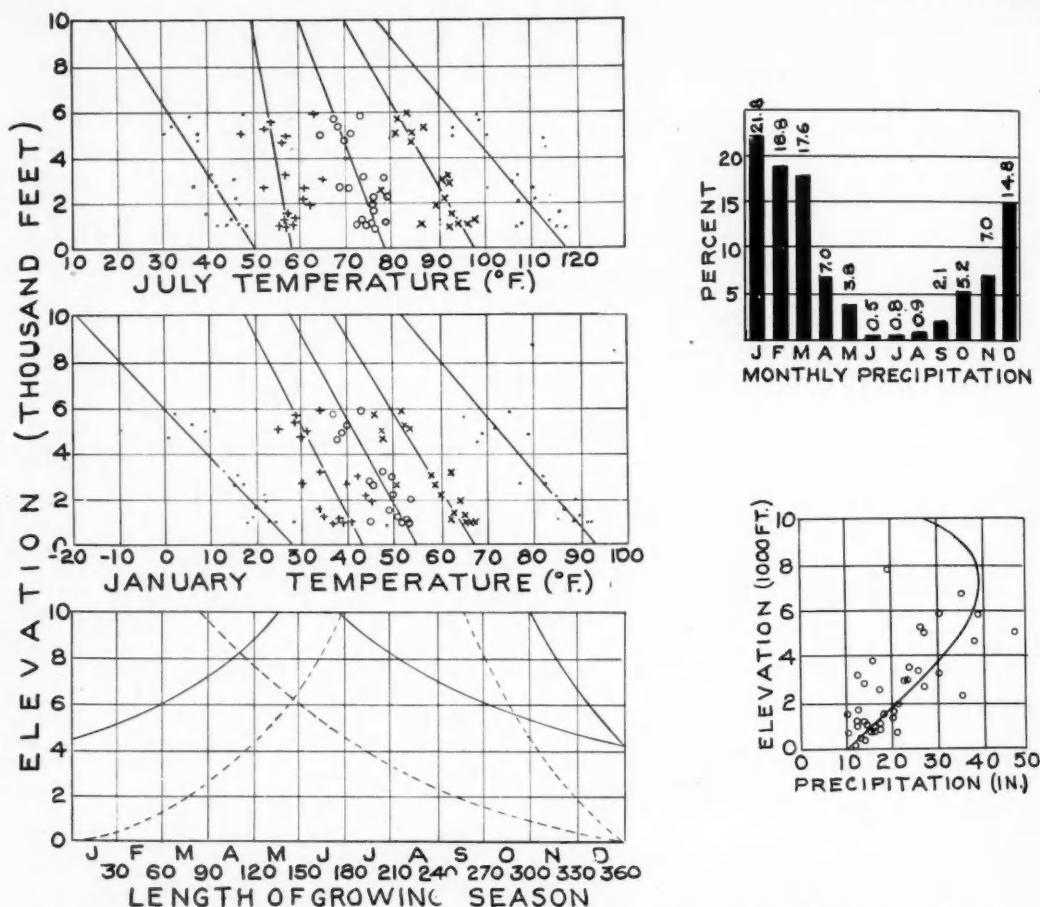 ELEVATION (THOUSAND FEET)
10
8
6
4
2
0
10 20 30 40 50 60 70 80 90 100 110 120
JULY TEMPERATURE (°F.)
10
8
6
4
2
0
-20 -10 0 10 20 30 40 50 60 70 80 90 100
JANUARY TEMPERATURE (°F.)
10
8
6
4
2
0
J F M A M J J A S O N D
30 60 90 120 150 180 210 240 270 300 330 360
LENGTH OF GROWING SEASON
PERCENT
20
15
10
5
21.8 18.8 17.6 7.0 3.8 0.5 0.8 0.9 2.1 5.2 7.0 14.8
J F M A M J J A S O N D
MONTHLY PRECIPITATION
ELEVATION (1000 FT.)
10
8
6
4
2
0
0 10 20 30 40 50
PRECIPITATION (IN.)